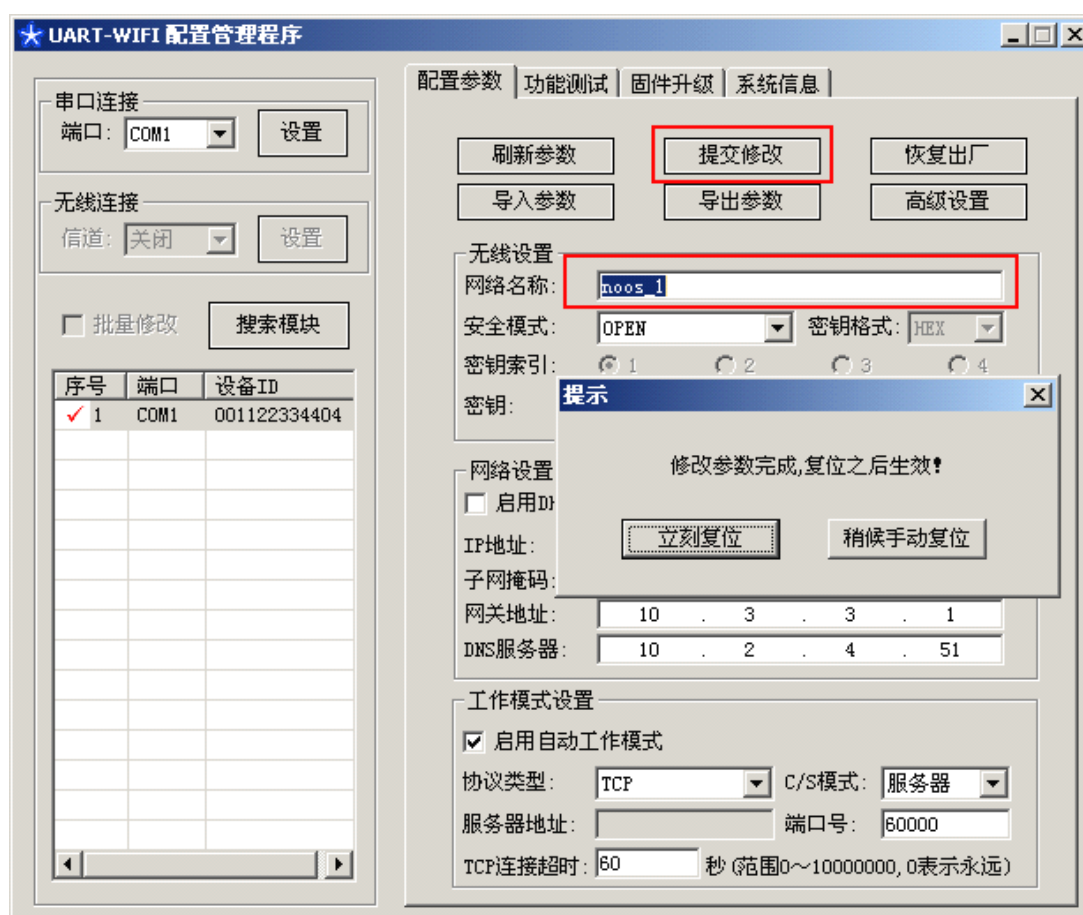 UART-WIFI 配置管理程序
串口连接
端口: COM1 设置
无线连接
信道: 关闭 设置
批量修改 搜索模块
序号 端口 设备ID
1 COM1 001122334404
配置参数 功能测试 固件升级 系统信息
刷新参数 提交修改 恢复出厂
导入参数 导出参数 高级设置
无线设置
网络名称: noos_1
安全模式: OPEN 密钥格式: HEX
密钥索引: 1 2 3 4
密钥:
提示
修改参数完成,复位之后生效!
立刻复位 稍候手动复位
网络设置
启用DH
IP地址:
子网掩码:
网关地址: 10 . 3 . 3 . 1
DNS服务器: 10 . 2 . 4 . 51
工作模式设置
启用自动工作模式
协议类型: TCP C/S模式: 服务器
服务器地址: 端口号: 60000
TCP连接超时: 60 秒(范围0～10000000,0表示永远)